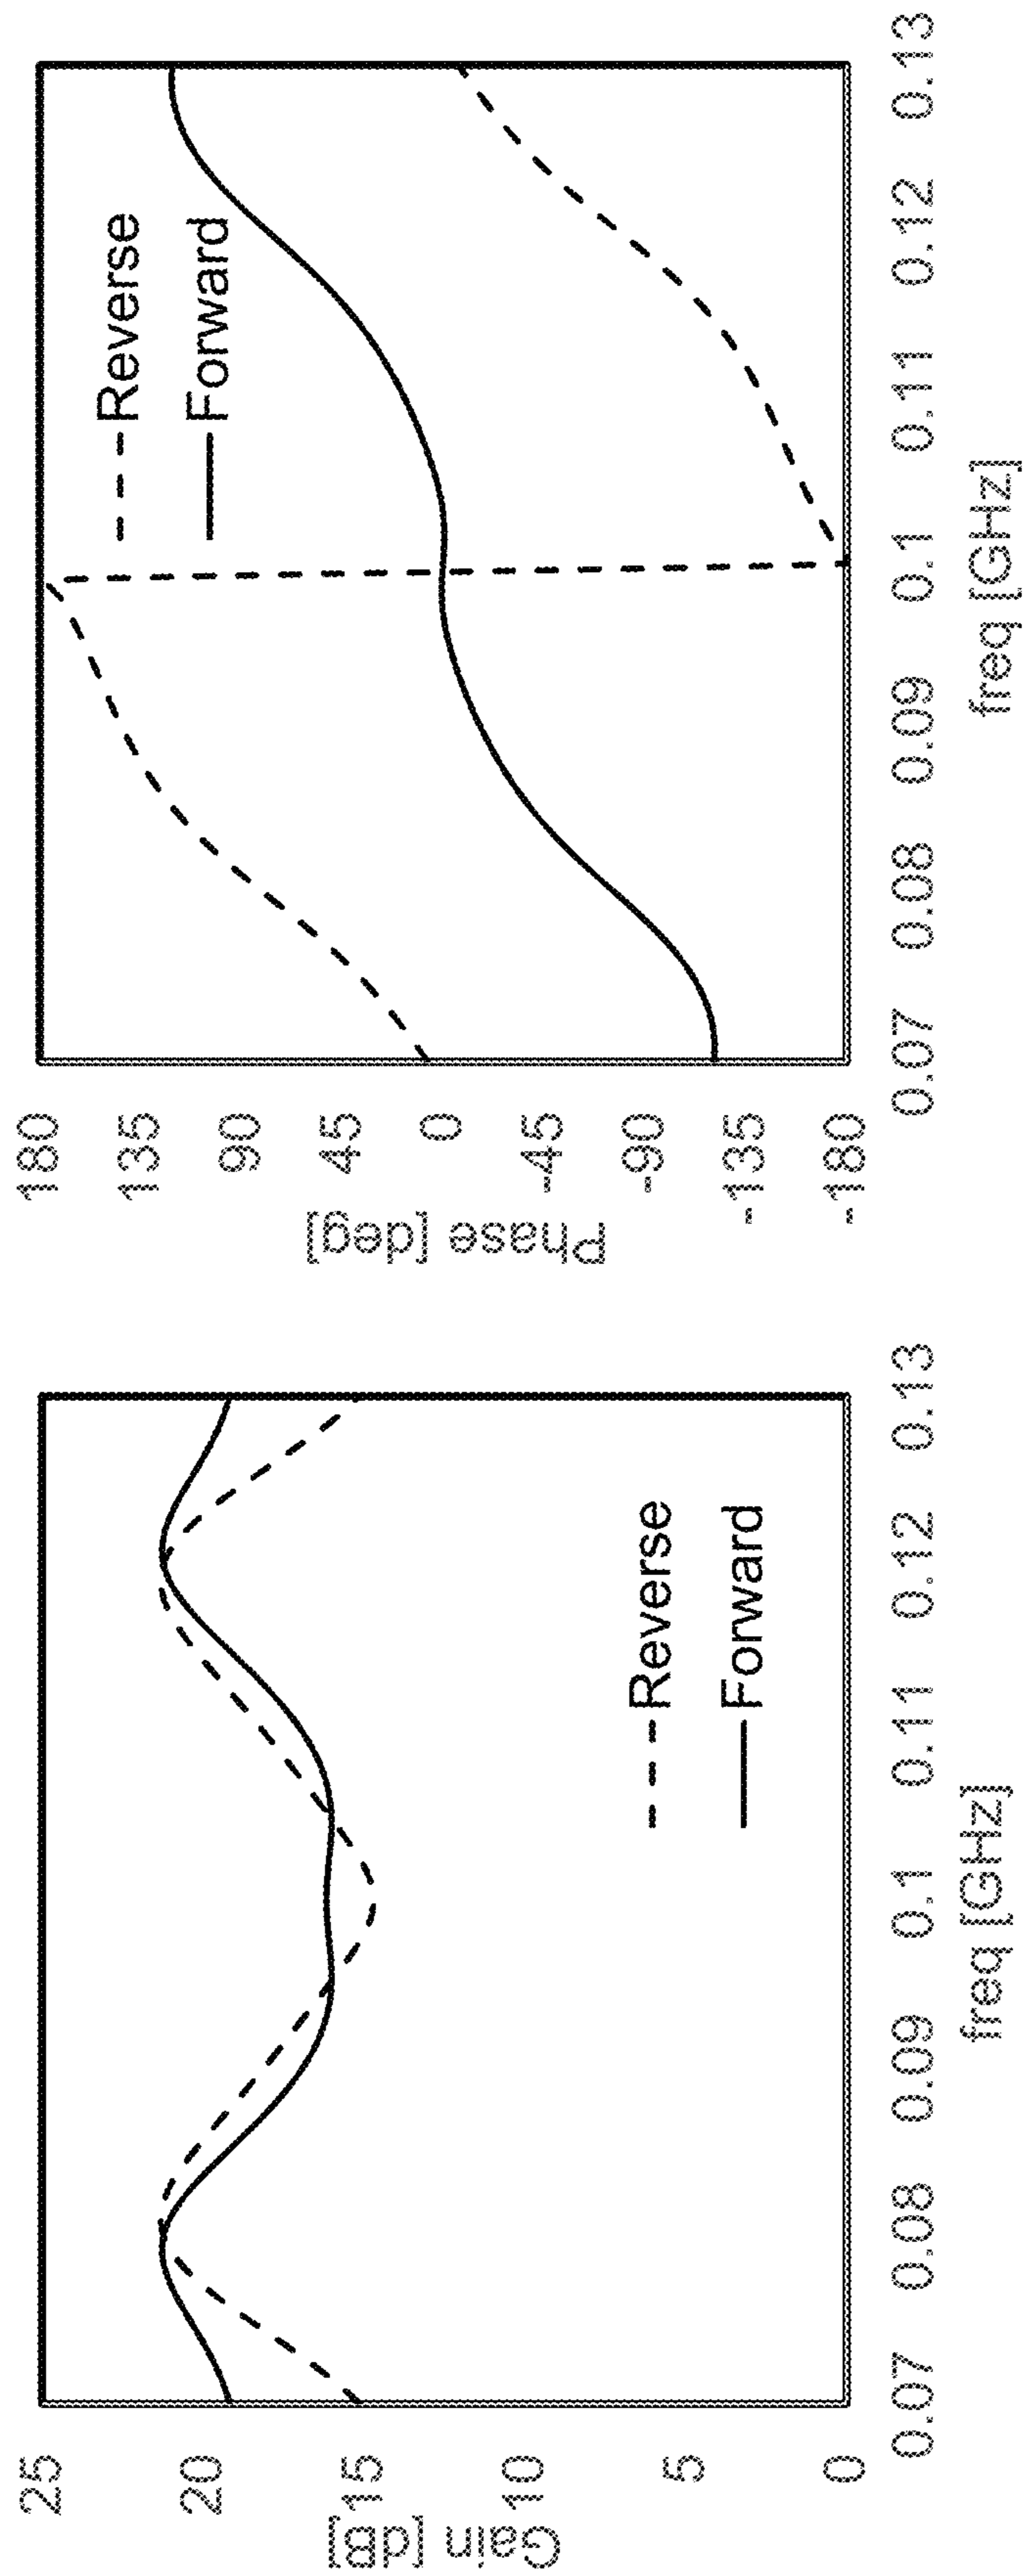 Gain [dB]
25
20
15
10
5
0
Reverse
Forward
0.07 0.08 0.09 0.1 0.11 0.12 0.13
freq [GHz]
Phase [deg]
180
135
90
45
0
-45
-90
-135
-180
Reverse
Forward
0.07 0.08 0.09 0.1 0.11 0.12 0.13
freq [GHz]